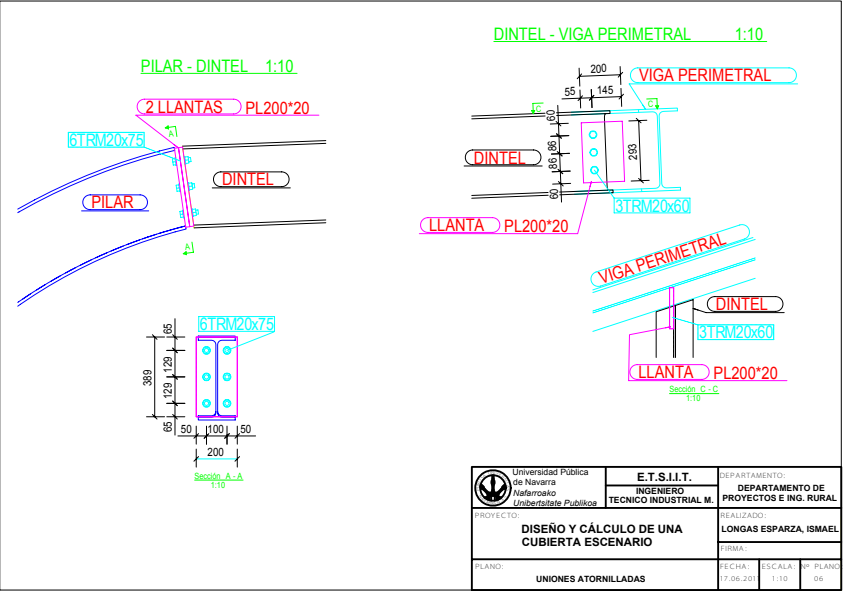 PILAR - DINTEL 1:10
2 LLANTAS PL200*20
6TRM20x75
A
DINTEL
PILAR
A
6TRM20x75
65
129
389
129
65
50 100 50
200
Sección A - A
1:10
DINTEL - VIGA PERIMETRAL 1:10
200
VIGA PERIMETRAL
55 145
C C
60
86
86
60
293
DINTEL
3TRM20x60
LLANTA PL200*20
VIGA PERIMETRAL
DINTEL
3TRM20x60
LLANTA PL200*20
Sección C - C
1:10
Universidad Pública
de Navarra
Nafarroako
Unibertsitate Publikoa
E.T.S.I.I.T.
INGENIERO
TECNICO INDUSTRIAL M.
DEPARTAMENTO:
DEPARTAMENTO DE
PROYECTOS E ING. RURAL
PROYECTO:
DISEÑO Y CÁLCULO DE UNA
CUBIERTA ESCENARIO
REALIZADO:
LONGAS ESPARZA, ISMAEL
FIRMA:
PLANO:
UNIONES ATORNILLADAS
FECHA:
17.06.201
ESCALA:
1:10
Nº PLANO
06